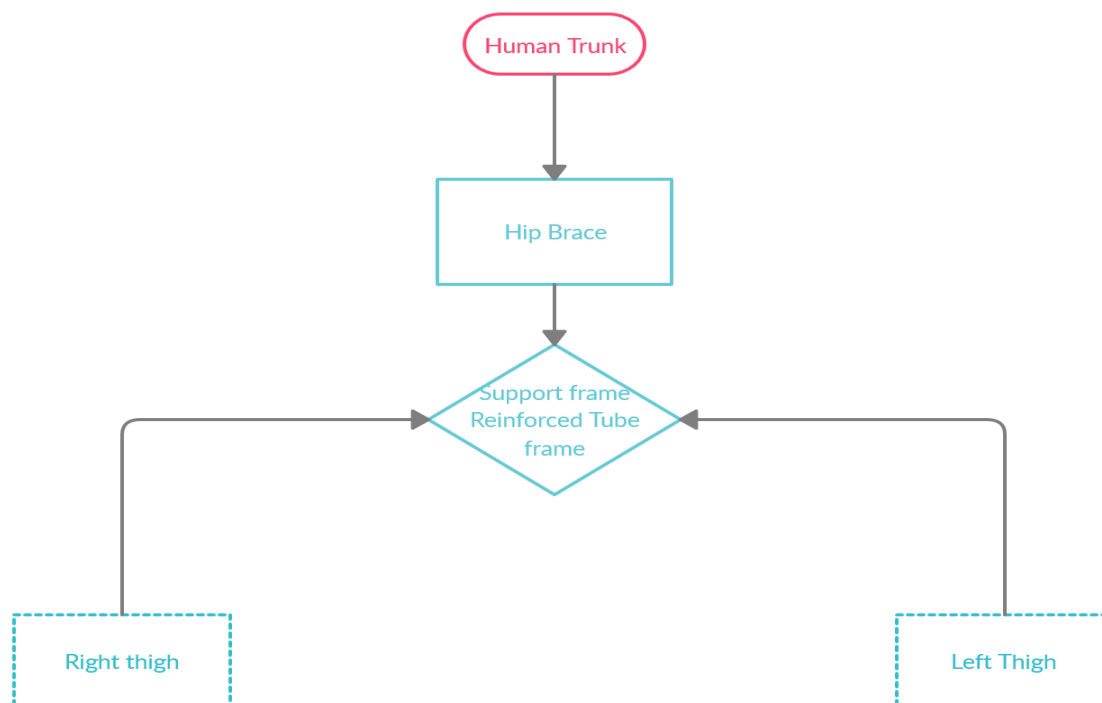 Human Trunk
Hip Brace
Support frame
Reinforced Tube
frame
Right thigh
Left Thigh